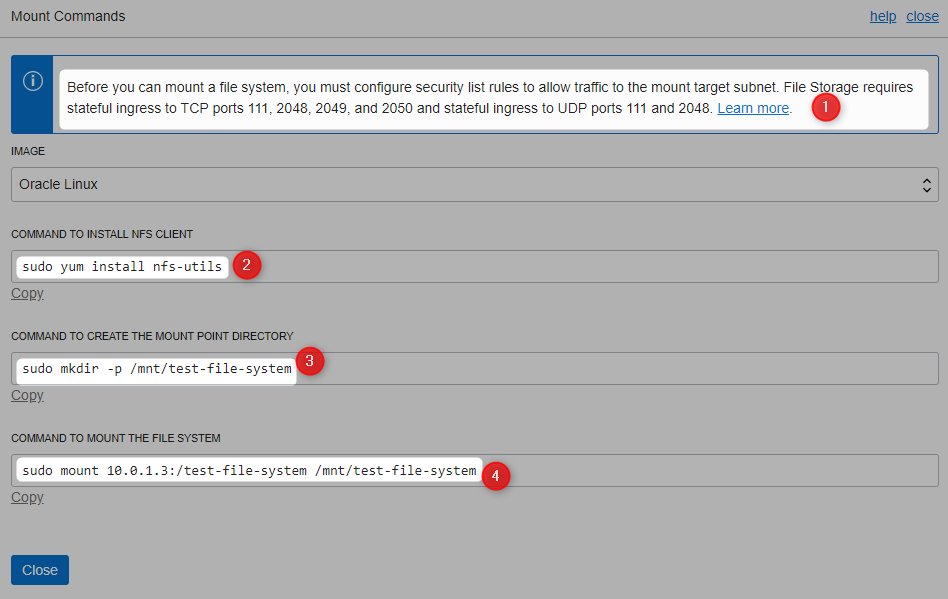 Mount Commands help close
Before you can mount a file system, you must configure security list rules to allow traffic to the mount target subnet. File Storage requires
stateful ingress to TCP ports 111, 2048, 2049, and 2050 and stateful ingress to UDP ports 111 and 2048. Learn more. 1
IMAGE
Oracle Linux
COMMAND TO INSTALL NFS CLIENT
sudo yum install nfs-utils 2
Copy
COMMAND TO CREATE THE MOUNT POINT DIRECTORY
sudo mkdir -p /mnt/test-file-system 3
Copy
COMMAND TO MOUNT THE FILE SYSTEM
sudo mount 10.0.1.3:/test-file-system /mnt/test-file-system 4
Copy
Close